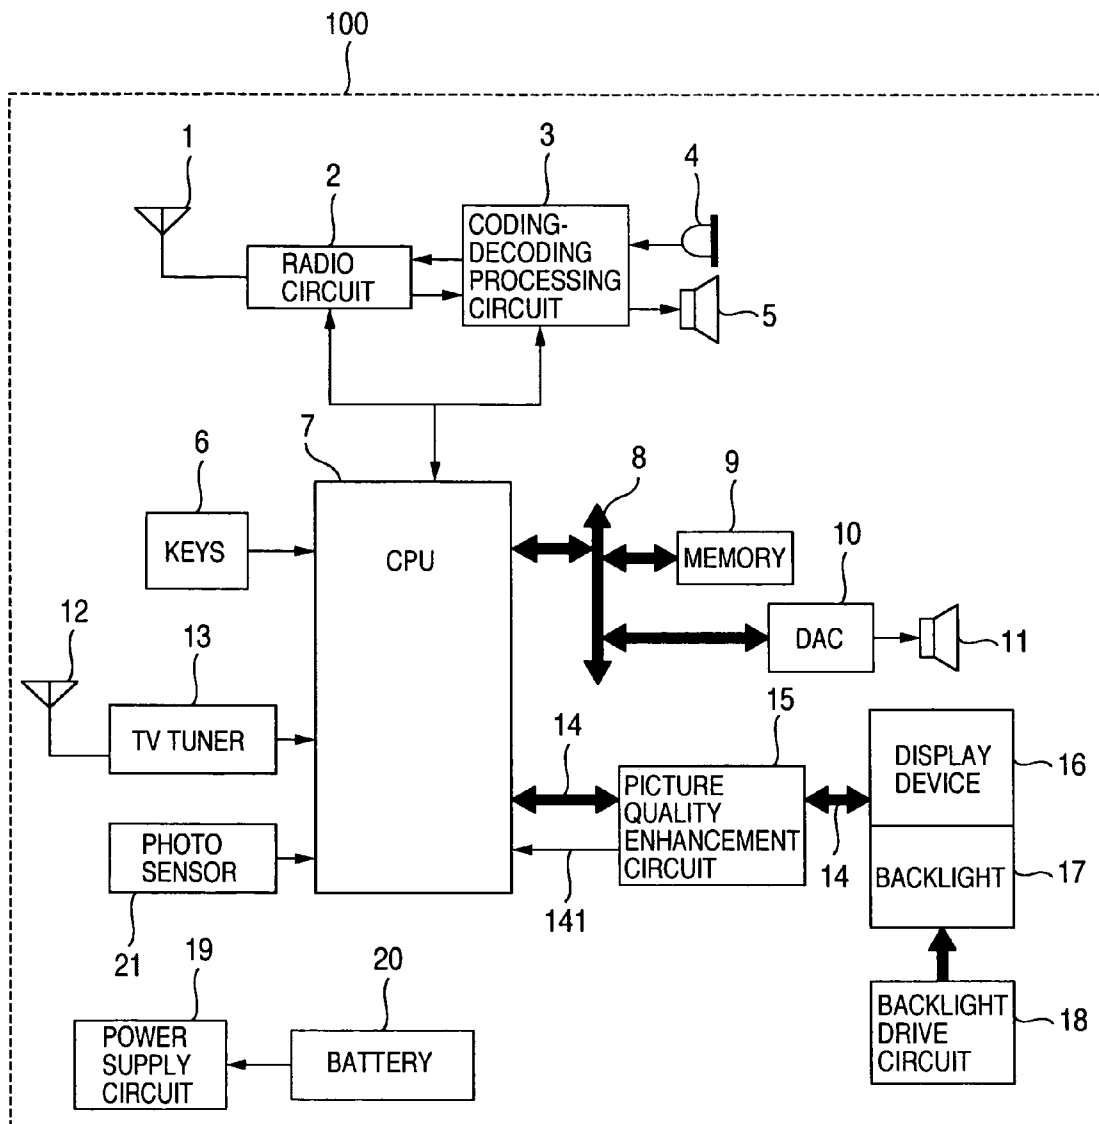 100
1
2
3
4
RADIO
CIRCUIT
CODING-
DECODING
PROCESSING
CIRCUIT
5
6
7
8
9
KEYS
CPU
MEMORY
10
DAC
11
12
13
TV TUNER
14
15
PICTURE
QUALITY
ENHANCEMENT
CIRCUIT
14
DISPLAY
DEVICE
16
BACKLIGHT
17
PHOTO
SENSOR
21
141
19
20
POWER
SUPPLY
CIRCUIT
BATTERY
BACKLIGHT
DRIVE
CIRCUIT
18